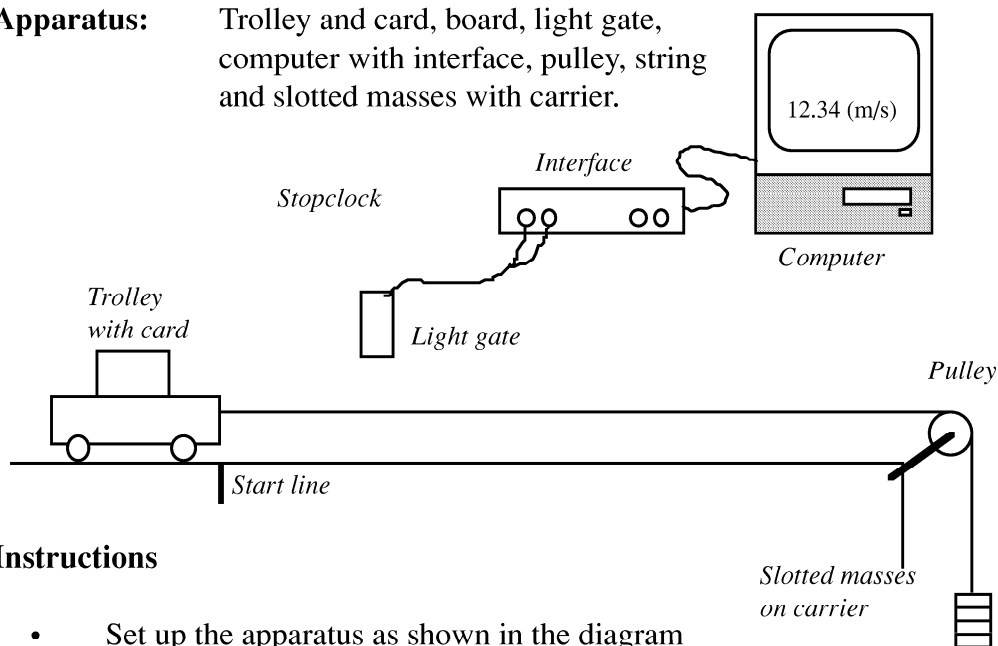 Apparatus: Trolley and card, board, light gate,
computer with interface, pulley, string
and slotted masses with carrier.
12.34 (m/s)
Interface
Stopclock
Computer
Trolley
with card
Light gate
Pulley
Start line
Instructions
Slotted masses
on carrier
• Set up the apparatus as shown in the diagram